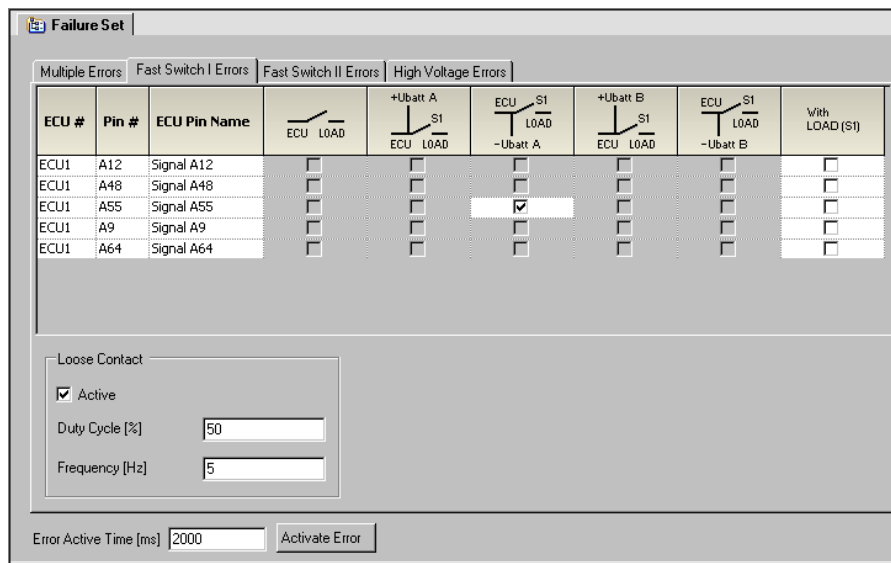 Failure Set
Multiple Errors Fast Switch I Errors Fast Switch II Errors High Voltage Errors
ECU # Pin # ECU Pin Name ECU LOAD +Ubatt A S1 ECU LOAD ECU S1 LOAD -Ubatt A +Ubatt B S1 ECU LOAD ECU S1 LOAD -Ubatt B With LOAD (S1)
ECU1 A12 Signal A12
ECU1 A48 Signal A48
ECU1 A55 Signal A55
ECU1 A9 Signal A9
ECU1 A64 Signal A64
Loose Contact
Active
Duty Cycle [%] 50
Frequency [Hz] 5
Error Active Time [ms] 2000 Activate Error